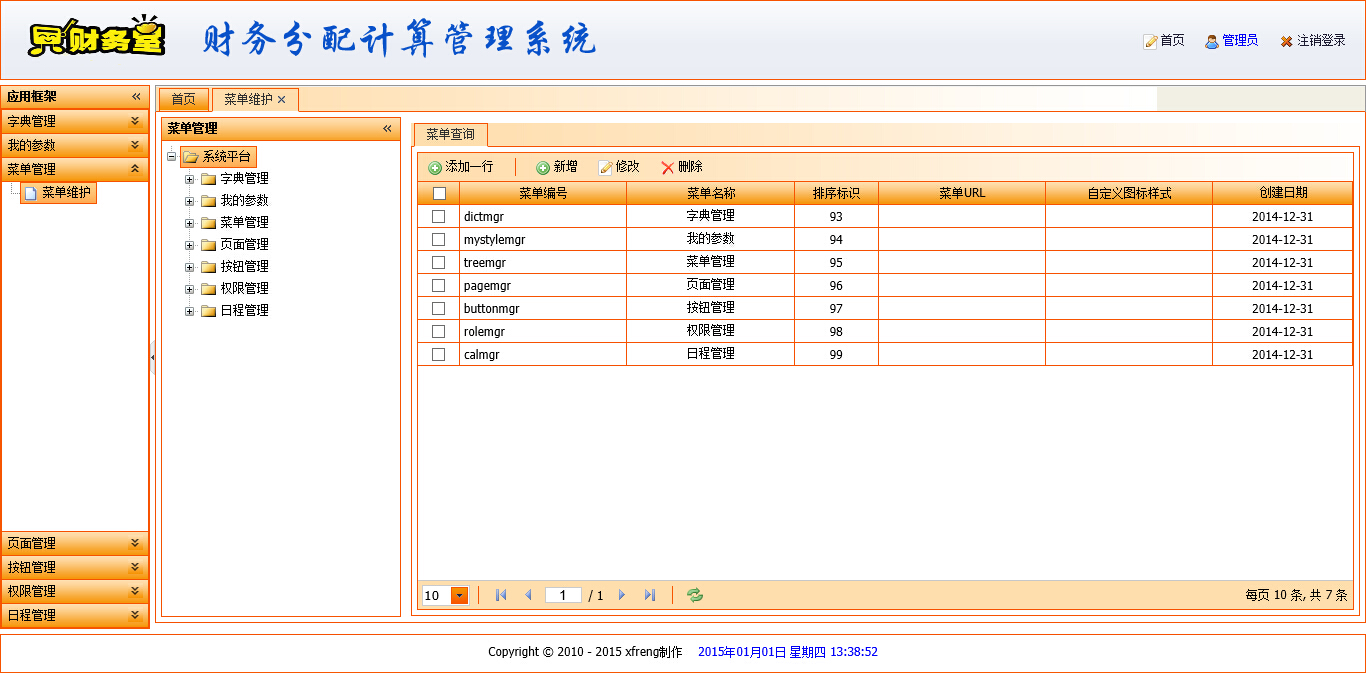 财务堂 财务分配计算管理系统 首页 管理员 注销登录
应用框架
字典管理
我的参数
菜单管理
菜单维护
页面管理
按钮管理
权限管理
日程管理
首页 菜单维护
菜单管理
系统平台
字典管理
我的参数
菜单管理
页面管理
按钮管理
权限管理
日程管理
菜单查询
添加一行 新增 修改 删除
菜单编号 菜单名称 排序标识 菜单URL 自定义图标样式 创建日期
dictmgr 字典管理 93 2014-12-31
mystylemgr 我的参数 94 2014-12-31
treemgr 菜单管理 95 2014-12-31
pagemgr 页面管理 96 2014-12-31
buttonmgr 按钮管理 97 2014-12-31
rolemgr 权限管理 98 2014-12-31
calmgr 日程管理 99 2014-12-31
10 1 / 1 每页 10 条, 共 7 条
Copyright © 2010 - 2015 xfreng制作 2015年01月01日 星期四 13:38:52